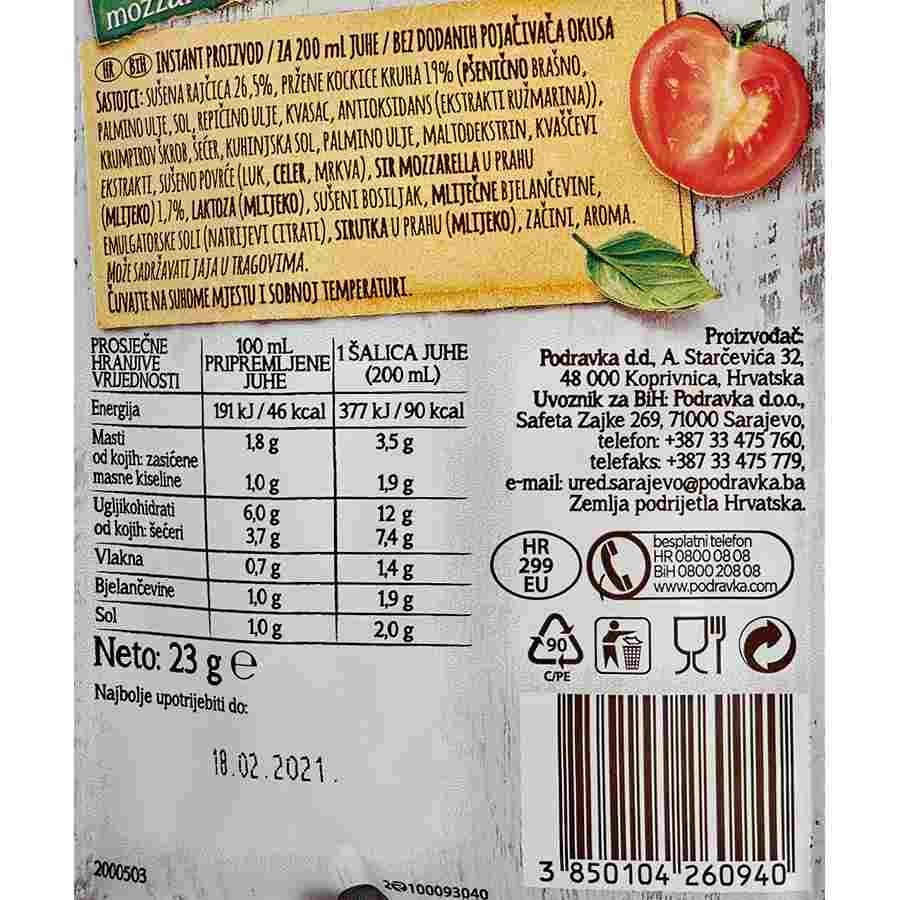 mozza
HR BIH INSTANT PROIZVOD / ZA 200 ml JUHE / BEZ DODANIH POJAČIVAČA OKUSA
SASTOJCI: SUŠENA RAJČICA 26,5%, PRŽENE KOCKICE KRUHA 19% (PŠENIČNO BRAŠNO,
PALMINO ULJE, SOL, REPIČINO ULJE, KVASAC, ANTIOKSIDANS (EKSTRAKTI RUŽMARINA)),
KRUMPIROV ŠKROB, ŠEĆER, KUHINJSKA SOL, PALMINO ULJE, MALTODEKSTRIN, KVAŠČEVI
EKSTRAKTI, SUŠENO POVRĆE (LUK, CELER, MRKVA), SIR MOZZARELLA U PRAHU
(MLIJEKO) 1,7%, LAKTOZA (MLIJEKO), SUŠENI BOSILJAK, MLIJEČNE BJELANČEVINE,
EMULGATORSKE SOLI (NATRIJEVI CITRATI), SIRUTKA U PRAHU (MLIJEKO), ZAČINI, AROMA.
MOŽE SADRŽAVATI JAJA U TRAGOVIMA.
ČUVAJTE NA SUHOME MJESTU I SOBNOJ TEMPERATURI.
PROSJEČNE HRANJIVE VRIJEDNOSTI 100 mL PRIPREMLJENE JUHE 1 ŠALICA JUHE (200 mL)
Energija 191 kJ / 46 kcal 377 kJ / 90 kcal
Masti 1,8 g 3,5 g
od kojih: zasićene
masne kiseline 1,0 g 1,9 g
Ugljikohidrati 6,0 g 12 g
od kojih: šećeri 3,7 g 7,4 g
Vlakna 0,7 g 1,4 g
Bjelančevine 1,0 g 1,9 g
Sol 1,0 g 2,0 g
Neto: 23 g e
Najbolje upotrijebiti do:
18.02.2021.
2000503
100093040
Proizvođač:
Podravka d.d., A. Starčevića 32,
48 000 Koprivnica, Hrvatska
Uvoznik za BiH: Podravka d.o.o.,
Safeta Zajke 269, 71000 Sarajevo,
telefon: +387 33 475 760,
telefaks: +387 33 475 779,
e-mail: ured.sarajevo@podravka.ba
Zemlja podrijetla Hrvatska.
HR
299
EU
besplatni telefon
HR 0800 08 08
BiH 0800 208 08
www.podravka.com
90
C/PE
3 850104 260940